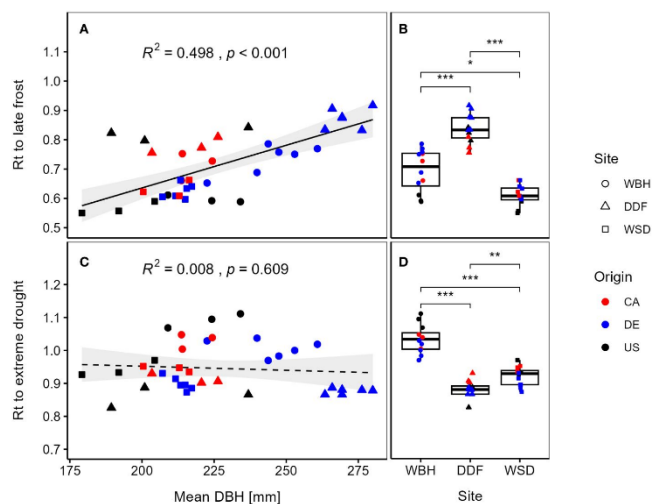 A
R² = 0.498 , p < 0.001
Rt to late frost
1.1
1.0
0.9
0.8
0.7
0.6
0.5
B
***
*
***
C
R² = 0.008 , p = 0.609
Rt to extreme drought
1.3
1.2
1.1
1.0
0.9
0.8
0.7
175
200
225
250
275
Mean DBH [mm]
D
**
***
***
WBH
DDF
WSD
Site
Site
WBH
DDF
WSD
Origin
CA
DE
US